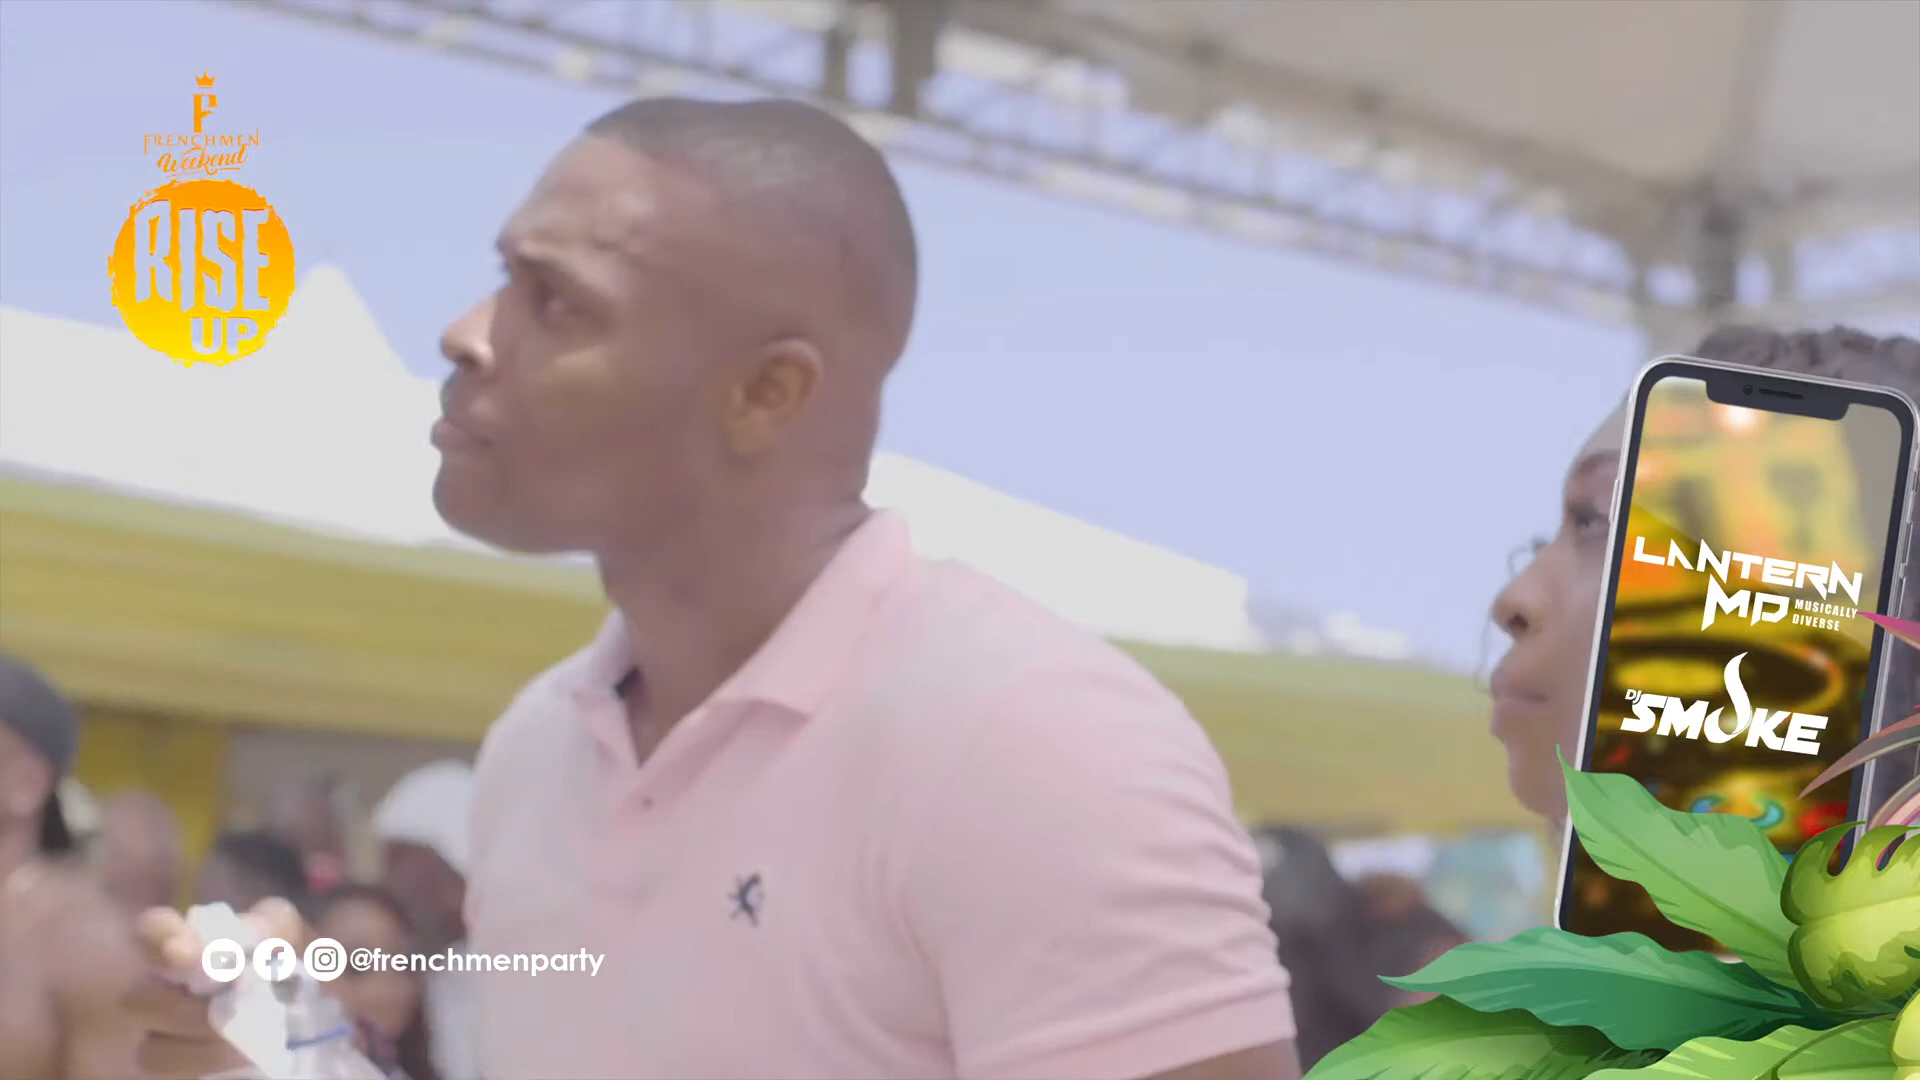 F
FRENCHMEN
Weekend
RISE
UP
LANTERN
MD MUSICALLY
DIVERSE
DJ
SMOKE
@frenchmenparty